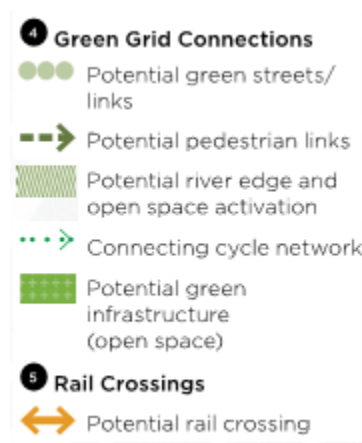 4 Green Grid Connections
Potential green streets/
links
Potential pedestrian links
Potential river edge and
open space activation
Connecting cycle network
Potential green
infrastructure
(open space)
5 Rail Crossings
Potential rail crossing